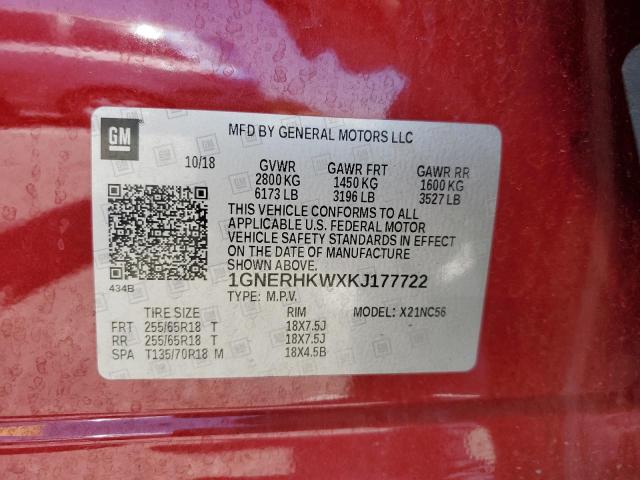 GM
MFD BY GENERAL MOTORS LLC
10/18 GVWR GAWR FRT GAWR RR
2800 KG 1450 KG 1600 KG
6173 LB 3196 LB 3527 LB
THIS VEHICLE CONFORMS TO ALL
APPLICABLE U.S. FEDERAL MOTOR
VEHICLE SAFETY STANDARDS IN EFFECT
ON THE DATE OF MANUFACTURE
SHOWN ABOVE.
434B
1GNERHKWXKJ177722
TYPE: M.P.V. MODEL: X21NC56
TIRE SIZE RIM
FRT 255/65R18 T 18X7.5J
RR 255/65R18 T 18X7.5J
SPA T135/70R18 M 18X4.5B